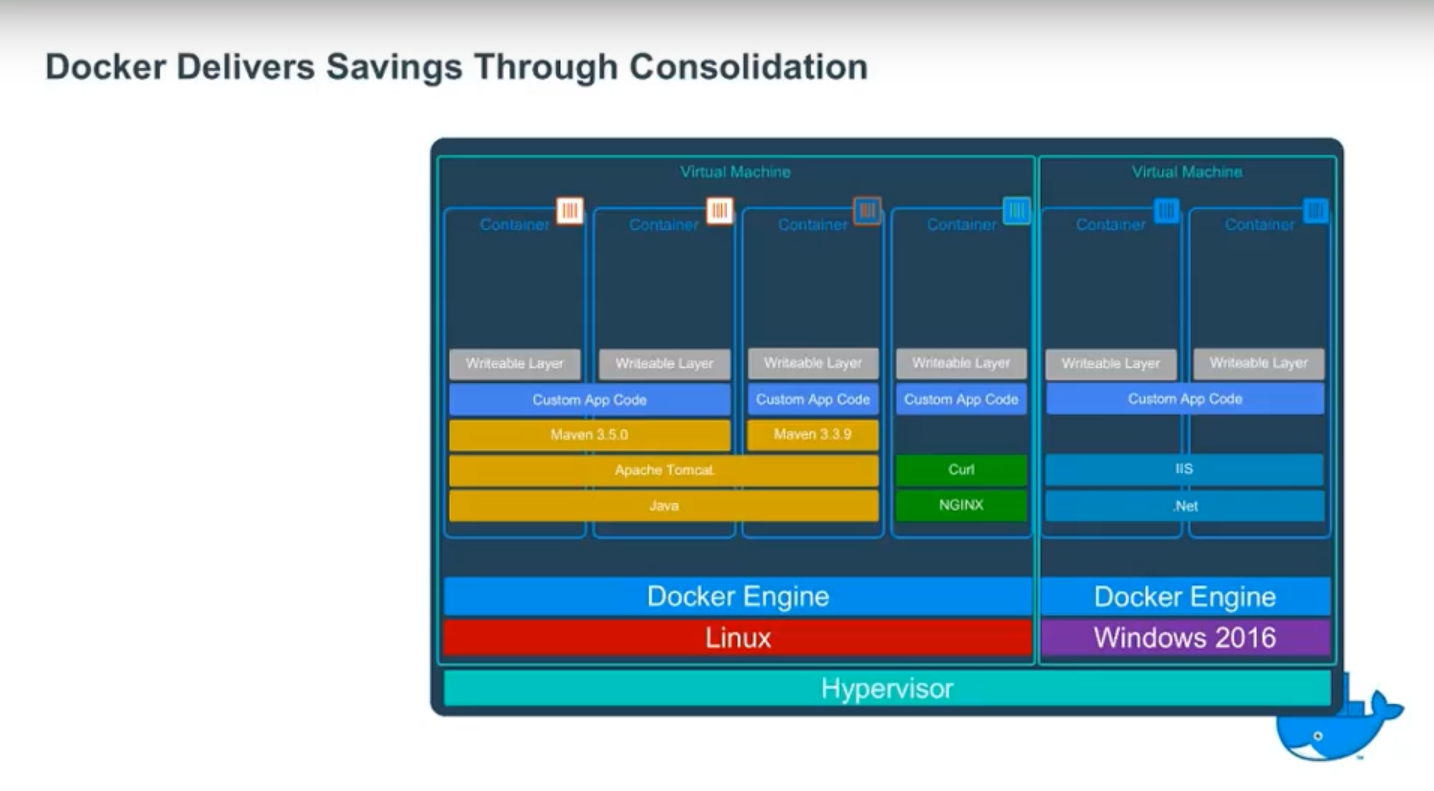 Docker Delivers Savings Through Consolidation
Virtual Machine
Virtual Machine
Container
Container
Container
Container
Container
Container
Writeable Layer
Writeable Layer
Writeable Layer
Writeable Layer
Writeable Layer
Writeable Layer
Custom App Code
Custom App Code
Custom App Code
Custom App Code
Maven 3.5.0
Maven 3.3.9
Apache Tomcat
Curl
IIS
Java
NGINX
.Net
Docker Engine
Docker Engine
Linux
Windows 2016
Hypervisor